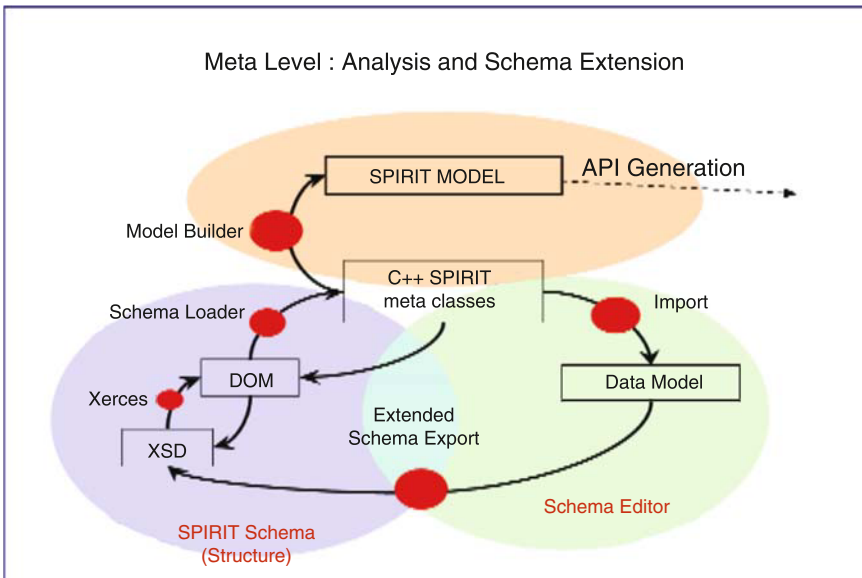 Meta Level : Analysis and Schema Extension
SPIRIT MODEL
API Generation
Model Builder
C++ SPIRIT
meta classes
Schema Loader
Import
DOM
Data Model
Xerces
Extended
Schema Export
XSD
SPIRIT Schema
(Structure)
Schema Editor